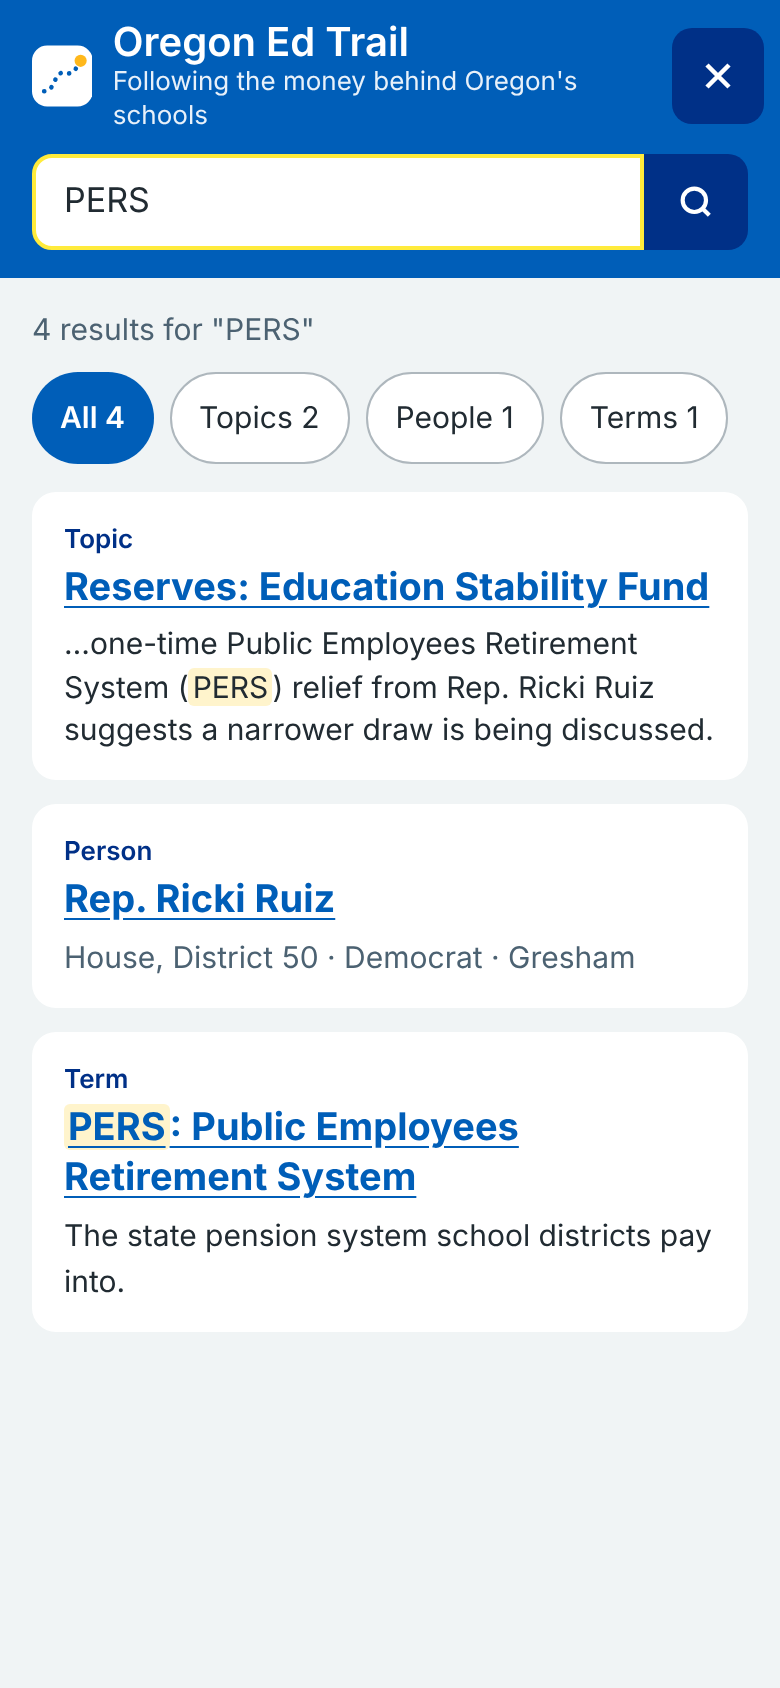 Oregon Ed Trail
Following the money behind Oregon's
schools
PERS
4 results for "PERS"
All 4
Topics 2
People 1
Terms 1
Topic
Reserves: Education Stability Fund
...one-time Public Employees Retirement
System (PERS) relief from Rep. Ricki Ruiz
suggests a narrower draw is being discussed.
Person
Rep. Ricki Ruiz
House, District 50 · Democrat · Gresham
Term
PERS: Public Employees
Retirement System
The state pension system school districts pay
into.